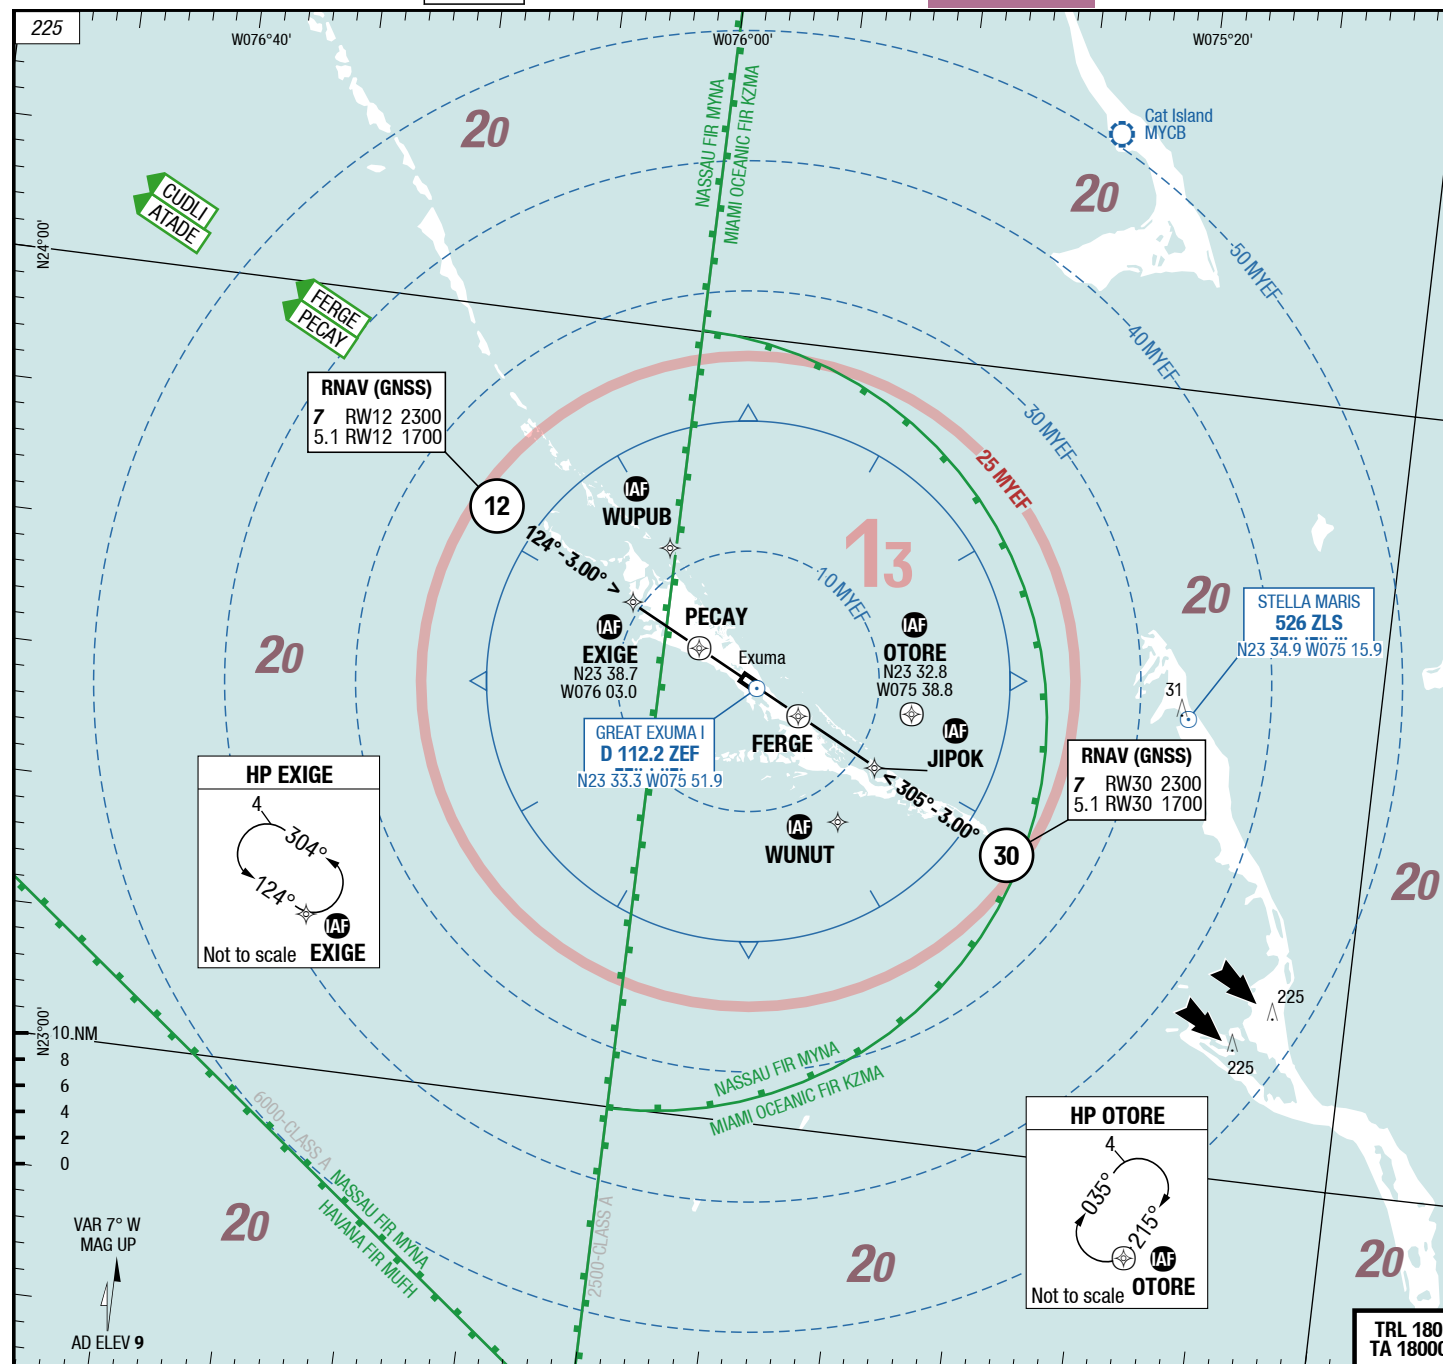 225
W076°40'
W076°00'
W075°20'
NASSAU FIR MYNA
MIAMI OCEANIC FIR KZMA
20
20
Cat Island
MYCB
CUDLI
ATADE
N24°00'
50 MYEF
40 MYEF
30 MYEF
25 MYEF
10 MYEF
FERGE
PECAY
RNAV (GNSS)
7 RW12 2300
5.1 RW12 1700
12
IAF
WUPUB
124°-3.00° >
13
20
STELLA MARIS
526 ZLS
N23 34.9 W075 15.9
PECAY
IAF
EXIGE
N23 38.7
W076 03.0
Exuma
IAF
OTORE
N23 32.8
W075 38.8
20
31
GREAT EXUMA I
D 112.2 ZEF
N23 33.3 W075 51.9
FERGE
IAF
JIPOK
RNAV (GNSS)
7 RW30 2300
5.1 RW30 1700
< 305°-3.00°
30
IAF
WUNUT
HP EXIGE
4
304°
124°
IAF
Not to scale EXIGE
20
225
225
N23°00'
10 NM
8
6
4
2
0
NASSAU FIR MYNA
MIAMI OCEANIC FIR KZMA
6000-CLASS A
NASSAU FIR MYNA
HAVANA FIR MUFH
2500-CLASS A
HP OTORE
4
035°
215°
IAF
Not to scale OTORE
20
20
20
VAR 7° W
MAG UP
AD ELEV 9
TRL 180
TA 18000